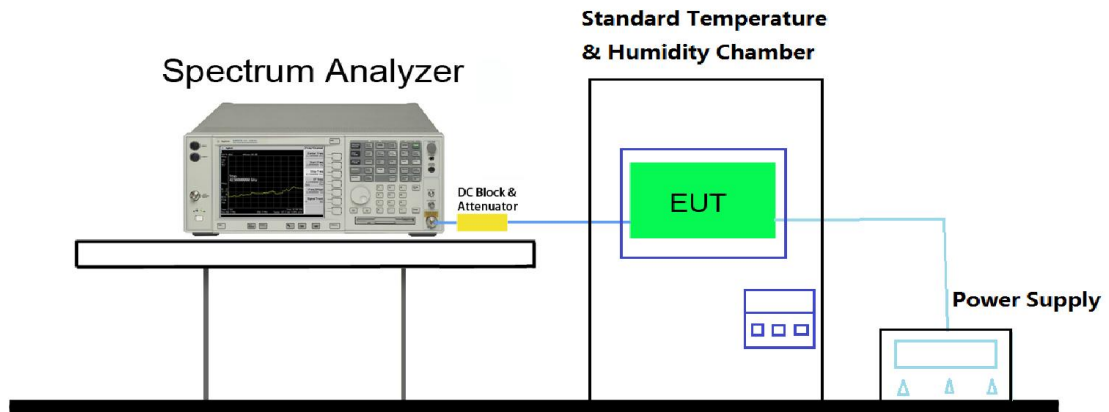 Standard Temperature
& Humidity Chamber
Spectrum Analyzer
DC Block &
Attenuator
EUT
Power Supply